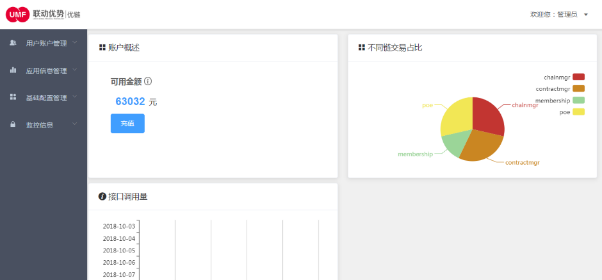 UMF 联动优势 | 优链
欢迎您：管理员
用户账户管理
应用信息管理
基础配置管理
监控信息
账户概述
可用金额
63032 元
充值
不同链交易占比
chainmgr
contractmgr
membership
poe
poe
chainmgr
membership
contractmgr
接口调用量
2018-10-03
2018-10-04
2018-10-05
2018-10-06
2018-10-07